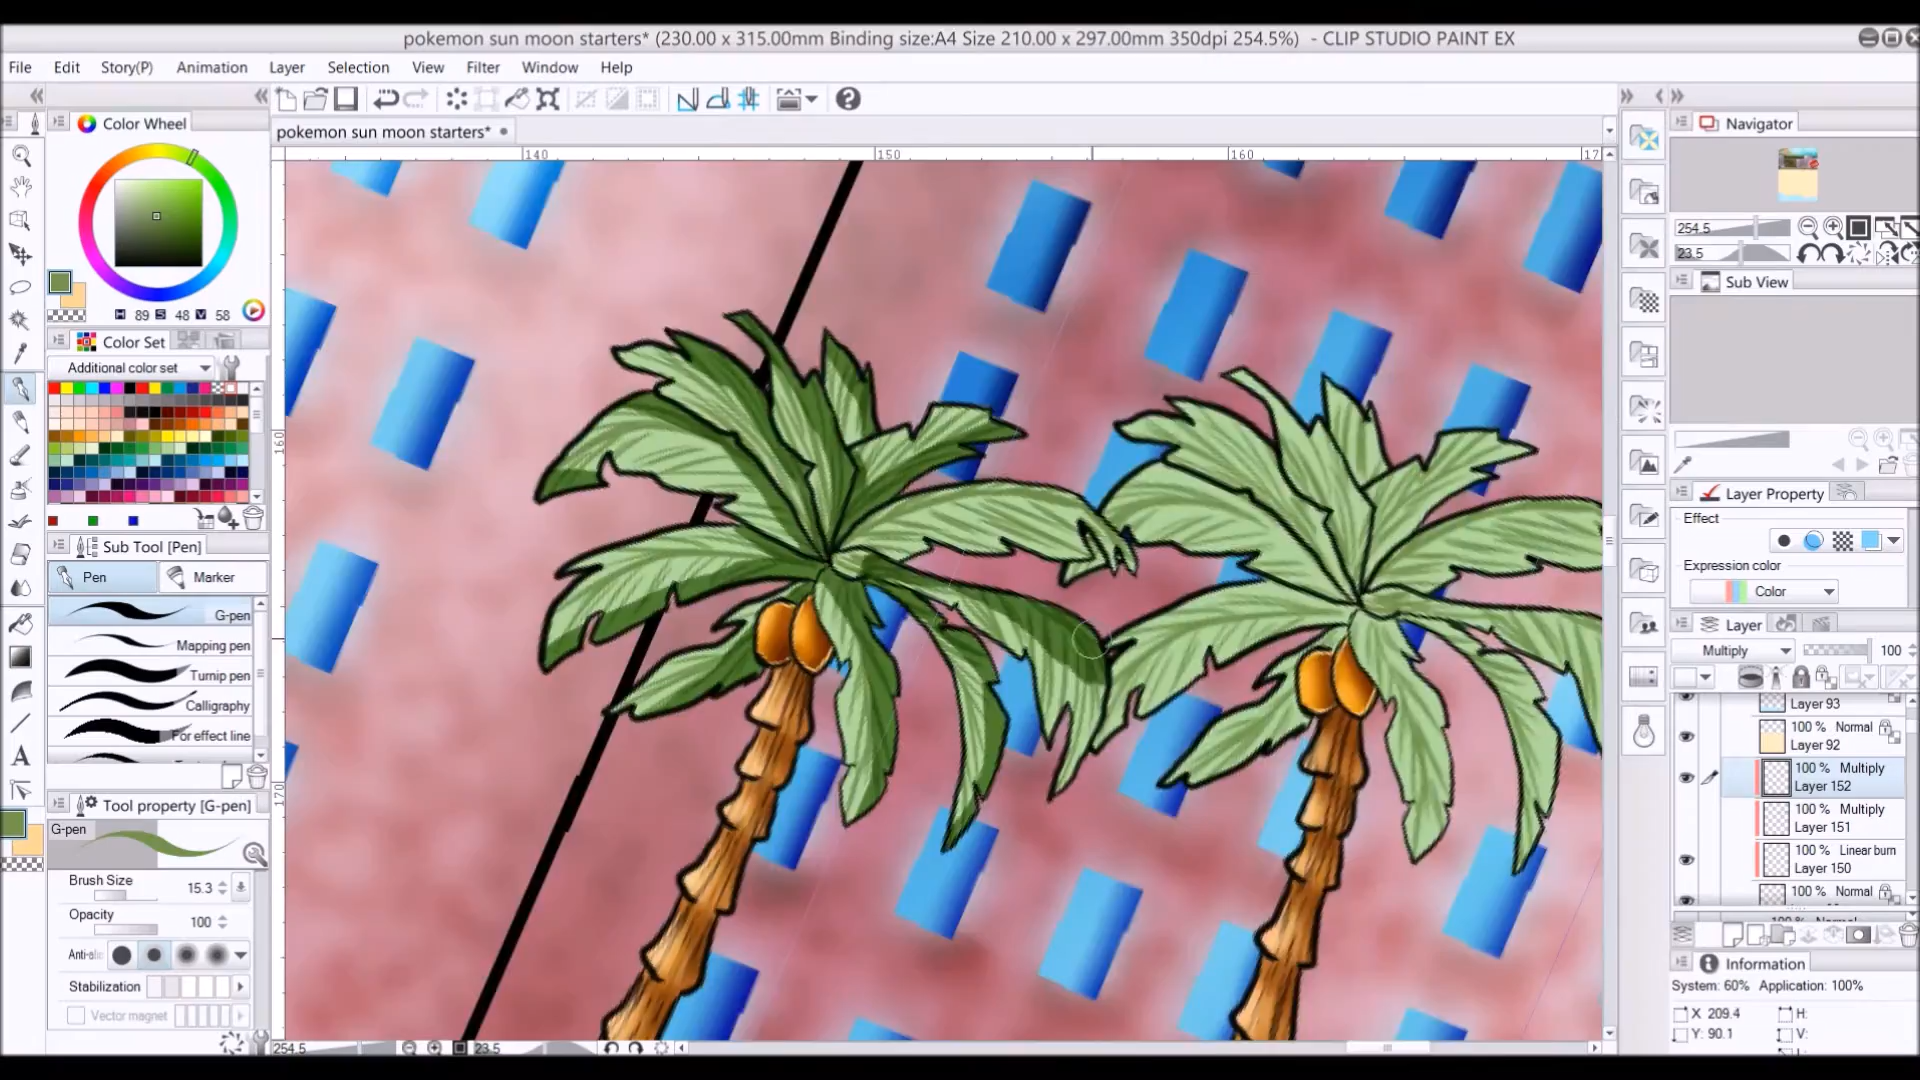 pokemon sun moon starters* (230.00 x 315.00mm Binding size:A4 Size 210.00 x 297.00mm 350dpi 254.5%) - CLIP STUDIO PAINT EX
File Edit Story(P) Animation Layer Selection View Filter Window Help
Color Wheel
pokemon sun moon starters*
Navigator
140 150 160 17
160
170
254.5
23.5
Sub View
H 89 S 48 V 58
Color Set
Additional color set
Layer Property
Effect
Expression color
Color
Sub Tool [Pen]
Pen Marker
G-pen
Mapping pen
Turnip pen
Calligraphy
For effect line
Layer
Multiply 100
Layer 93
100 % Normal
Layer 92
100 % Multiply
Layer 152
100 % Multiply
Layer 151
100 % Linear burn
Layer 150
100 % Normal
Tool property [G-pen]
G-pen
Brush Size 15.3
Opacity 100
Stabilization
Vector magnet
Information
System: 60% Application: 100%
X 209.4 H:
Y: 90.1 V:
254.5 23.5